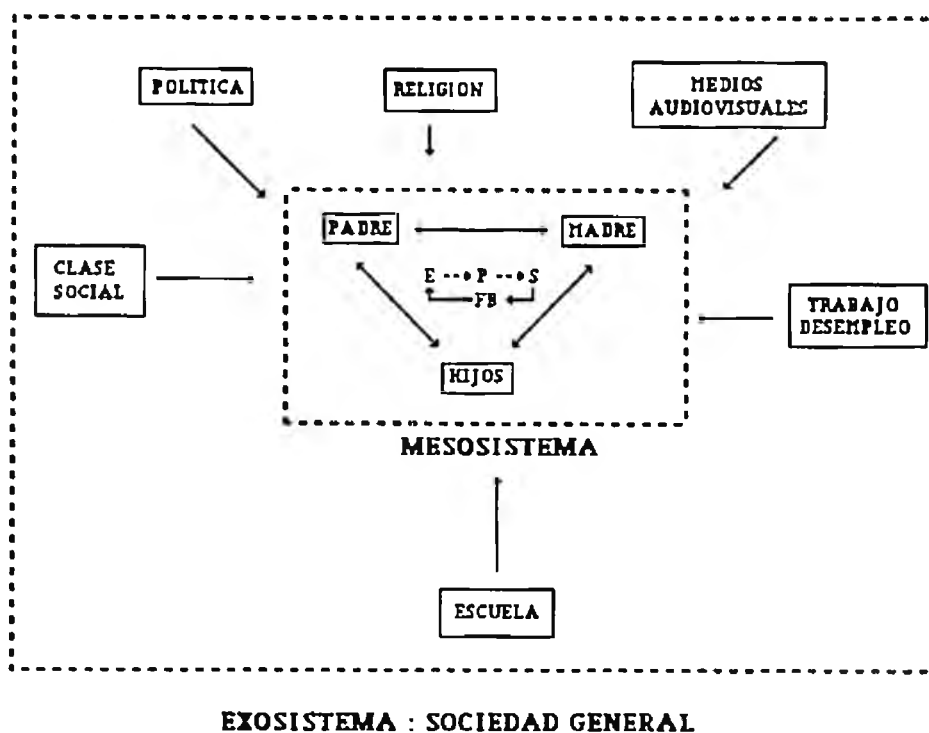 POLITICA
RELIGION
MEDIOS
AUDIOVISUALES
PADRE
MADRE
CLASE
SOCIAL
E P S
FB
TRABAJO
DESEMPLEO
HIJOS
MESOSISTEMA
ESCUELA
EXOSISTEMA : SOCIEDAD GENERAL